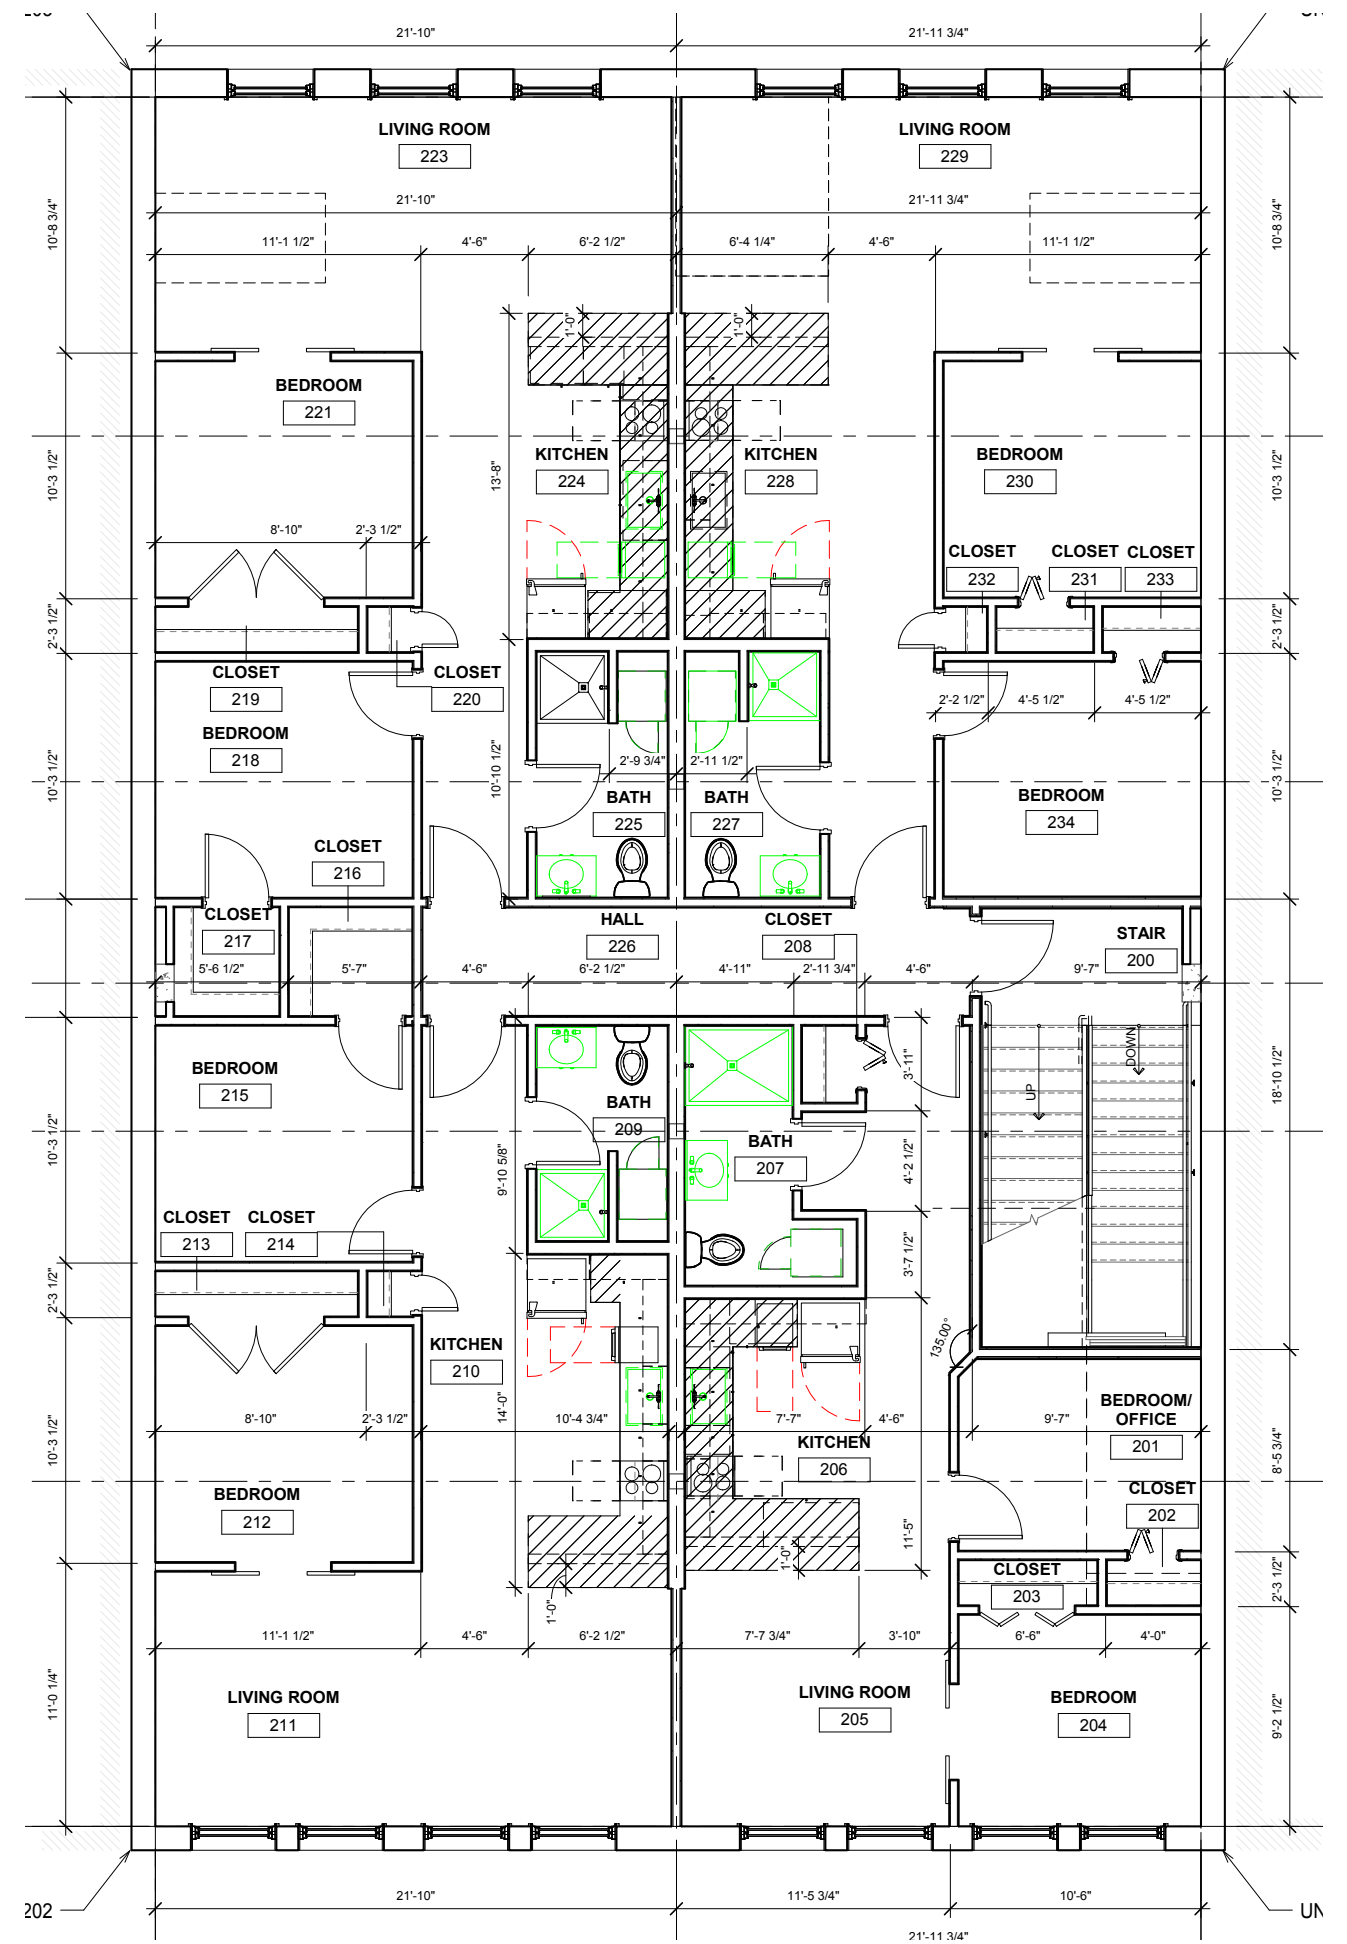 21'-10"
21'-11 3/4"
LIVING ROOM
223
LIVING ROOM
229
21'-10"
21'-11 3/4"
11'-1 1/2"
4'-6"
6'-2 1/2"
6'-4 1/4"
4'-6"
11'-1 1/2"
10'-8 3/4"
10'-8 3/4"
1'-0"
1'-0"
BEDROOM
221
13'-8"
KITCHEN
224
KITCHEN
228
BEDROOM
230
10'-3 1/2"
10'-3 1/2"
8'-10"
2'-3 1/2"
CLOSET
232
CLOSET
231
CLOSET
233
2'-3 1/2"
2'-3 1/2"
CLOSET
219
CLOSET
220
2'-2 1/2"
4'-5 1/2"
4'-5 1/2"
BEDROOM
218
10'-3 1/2"
10'-10 1/2"
2'-9 3/4"
2'-11 1/2"
10'-3 1/2"
BATH
225
BATH
227
BEDROOM
234
CLOSET
216
CLOSET
217
HALL
226
CLOSET
208
STAIR
200
5'-6 1/2"
5'-7"
4'-6"
6'-2 1/2"
4'-11"
2'-11 3/4"
4'-6"
9'-7"
BEDROOM
215
BATH
209
BATH
207
3'-11"
UP
DOWN
18'-10 1/2"
10'-3 1/2"
9'-10 5/8"
4'-2 1/2"
CLOSET
213
CLOSET
214
3'-7 1/2"
2'-3 1/2"
135.00°
KITCHEN
210
8'-10"
2'-3 1/2"
14'-0"
10'-4 3/4"
7'-7"
4'-6"
9'-7"
BEDROOM/
OFFICE
201
KITCHEN
206
10'-3 1/2"
8'-5 3/4"
BEDROOM
212
CLOSET
202
11'-5"
1'-0"
1'-0"
CLOSET
203
2'-3 1/2"
11'-1 1/2"
4'-6"
6'-2 1/2"
7'-7 3/4"
3'-10"
6'-6"
4'-0"
11'-0 1/4"
LIVING ROOM
211
LIVING ROOM
205
BEDROOM
204
9'-2 1/2"
21'-10"
11'-5 3/4"
10'-6"
202
UN
21'-11 3/4"